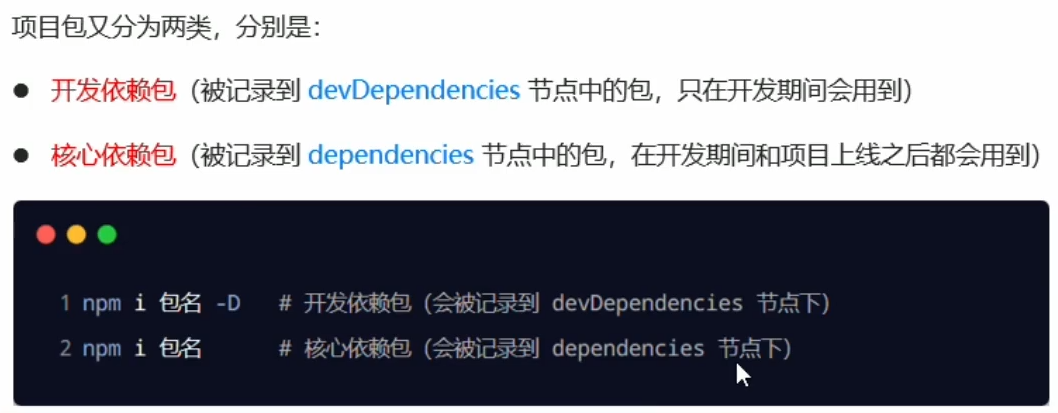 项目包又分为两类，分别是：
● 开发依赖包（被记录到 devDependencies 节点中的包，只在开发期间会用到）
● 核心依赖包（被记录到 dependencies 节点中的包，在开发期间和项目上线之后都会用到）
1 npm i 包名 -D # 开发依赖包（会被记录到 devDependencies 节点下）
2 npm i 包名 # 核心依赖包（会被记录到 dependencies 节点下）